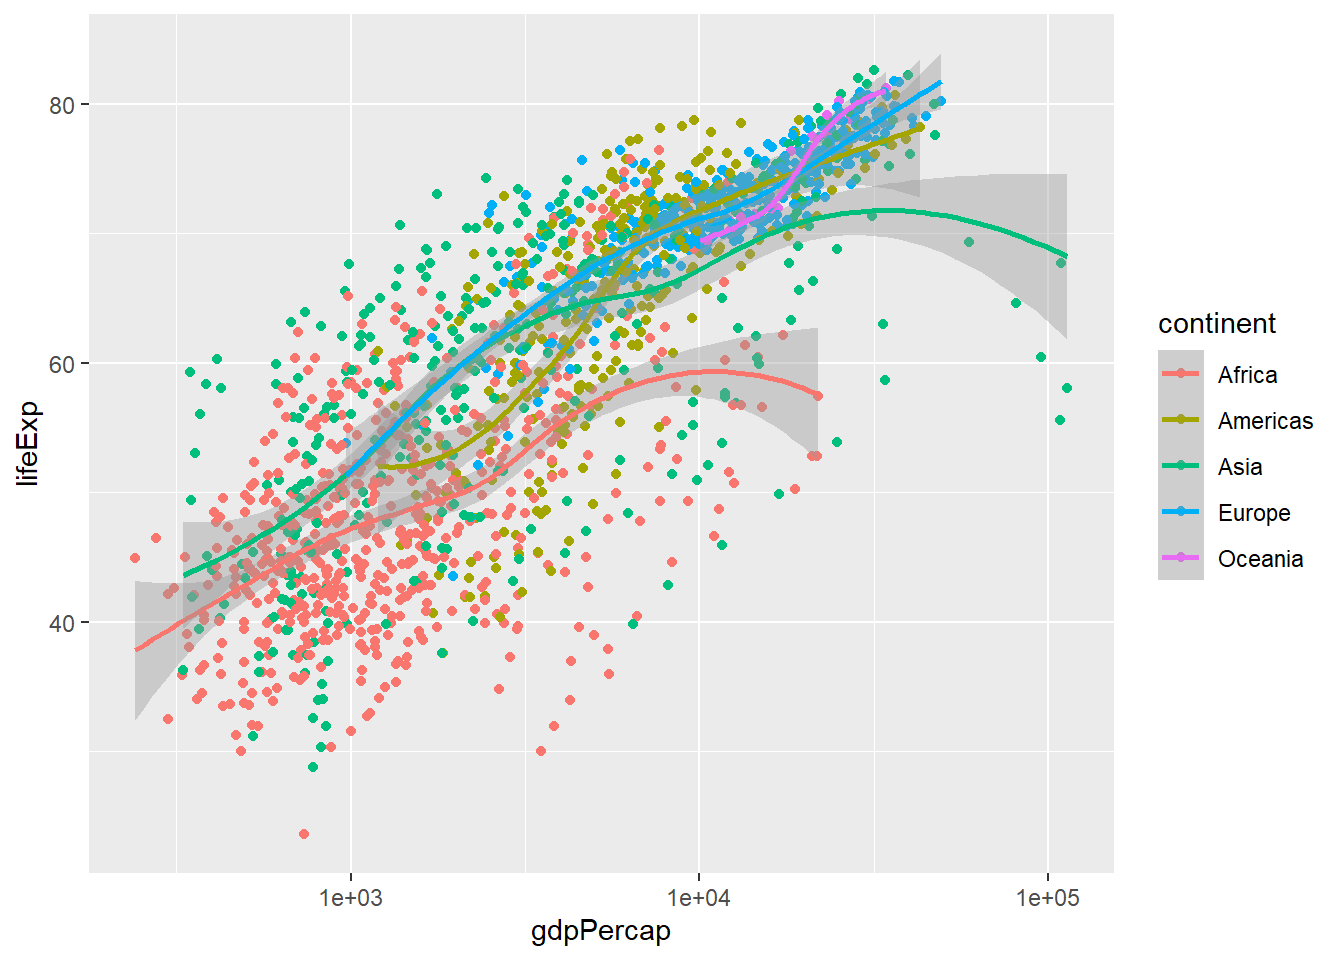 80
60
40
lifeExp
1e+03
1e+04
1e+05
gdpPercap
continent
Africa
Americas
Asia
Europe
Oceania